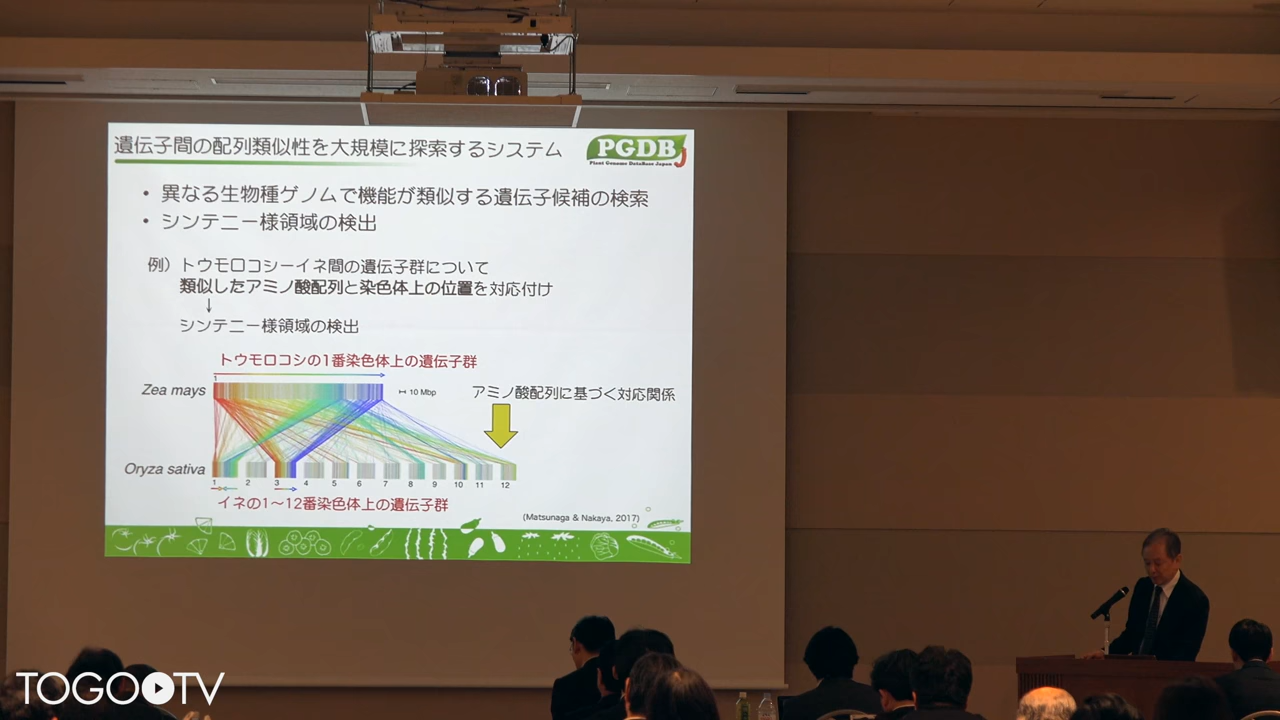 遺伝子間の配列類似性を大規模に探索するシステム
PGDBj
Plant Genome DataBase Japan
・ 異なる生物種ゲノムで機能が類似する遺伝子候補の検索
・ シンテニー様領域の検出
例）トウモロコシーイネ間の遺伝子群について
類似したアミノ酸配列と染色体上の位置を対応付け
↓
シンテニー様領域の検出
トウモロコシの1番染色体上の遺伝子群
1
Zea mays
10 Mbp
アミノ酸配列に基づく対応関係
Oryza sativa
1 2 3 4 5 6 7 8 9 10 11 12
イネの1～12番染色体上の遺伝子群
(Matsunaga & Nakaya, 2017)
TOGO TV